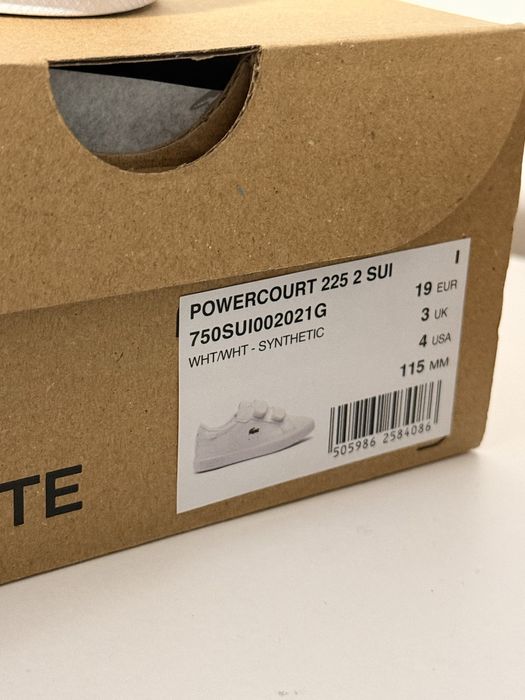 POWERCOURT 225 2 SUI
I
750SUI002021G
WHT/WHT - SYNTHETIC
19 EUR
3 UK
4 USA
115 MM
505986 2584086
TE